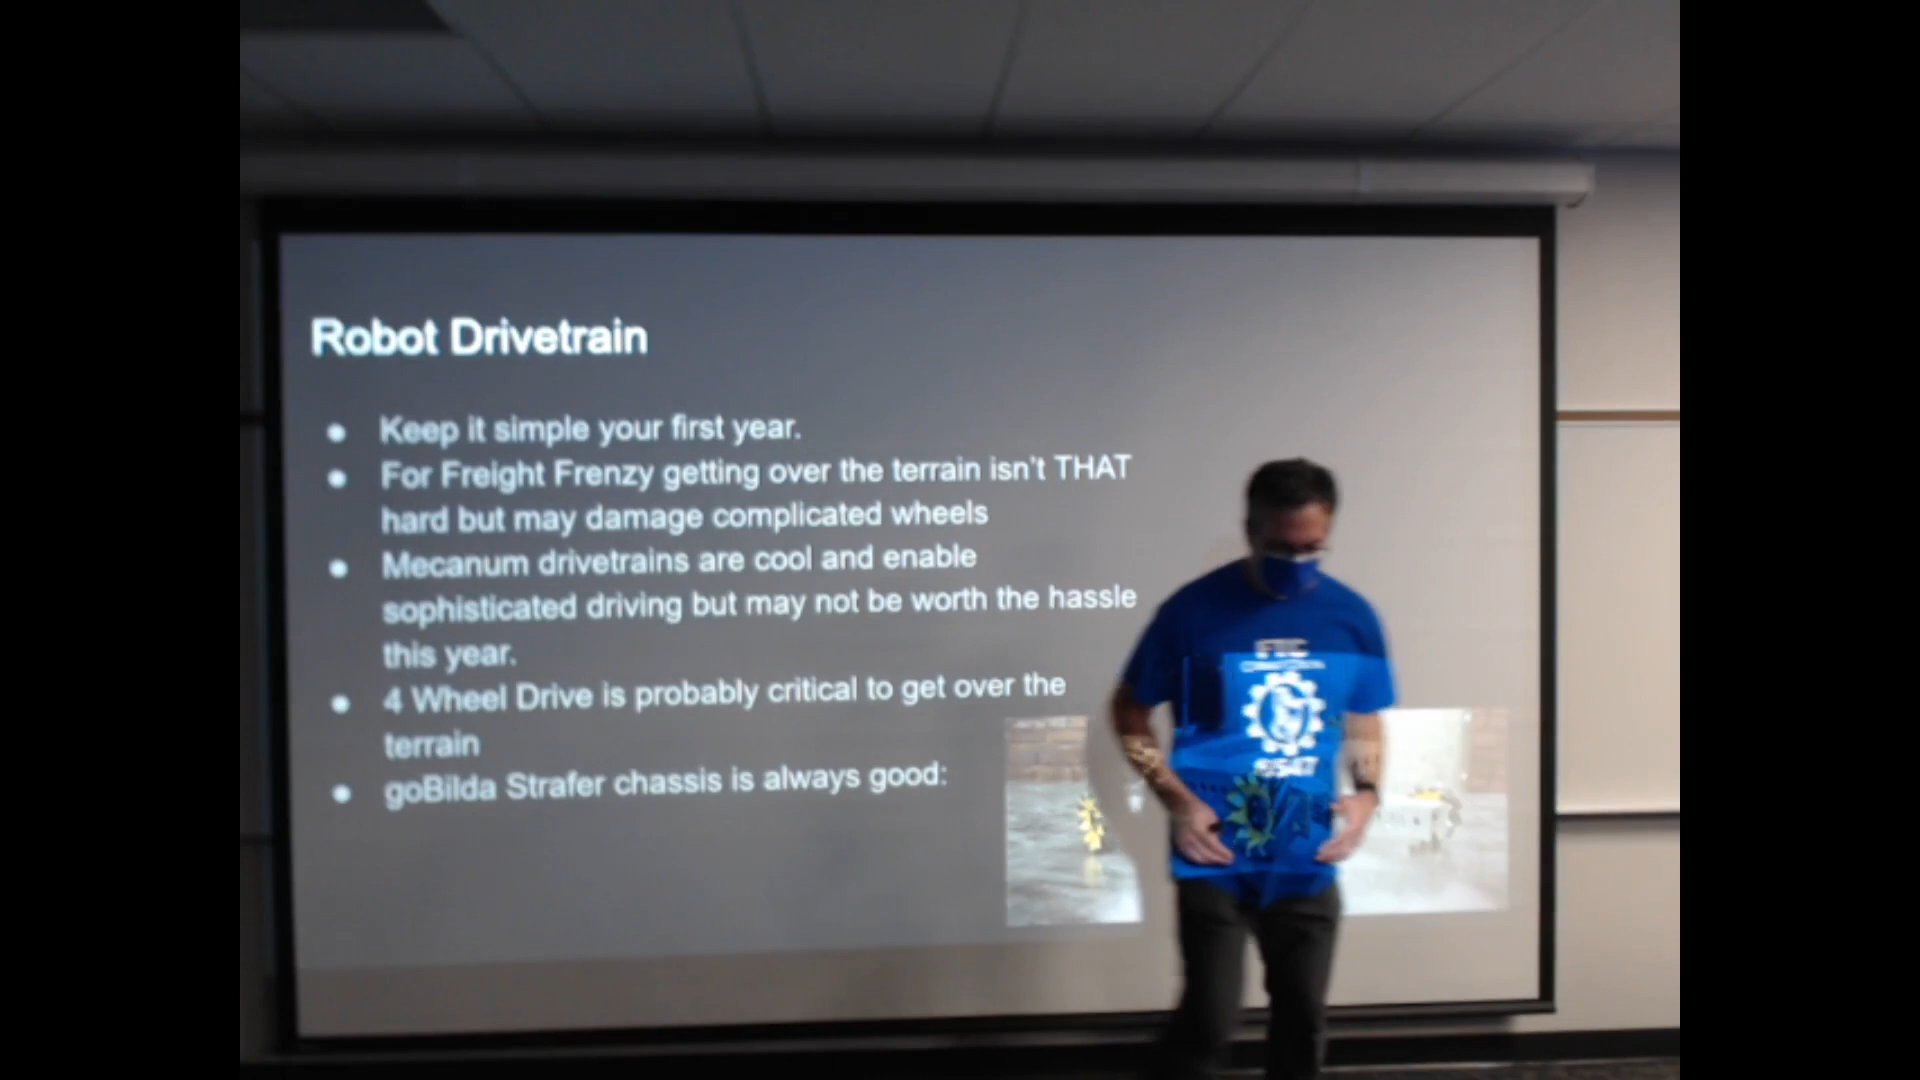 Robot Drivetrain
● Keep it simple your first year.
● For Freight Frenzy getting over the terrain isn't THAT
hard but may damage complicated wheels
● Mecanum drivetrains are cool and enable
sophisticated driving but may not be worth the hassle
this year.
● 4 Wheel Drive is probably critical to get over the
terrain
● goBilda Strafer chassis is always good:
FTC